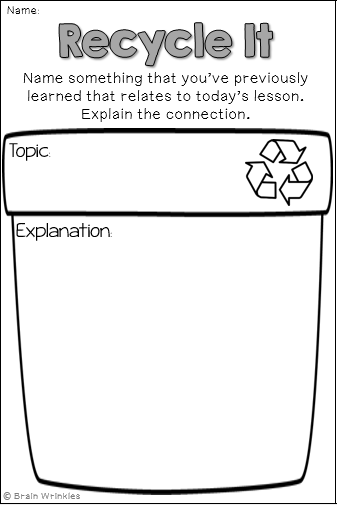 Name:
Recycle It
Name something that you've previously
learned that relates to today's lesson.
Explain the connection.
Topic:
Explanation:
© Brain Wrinkles